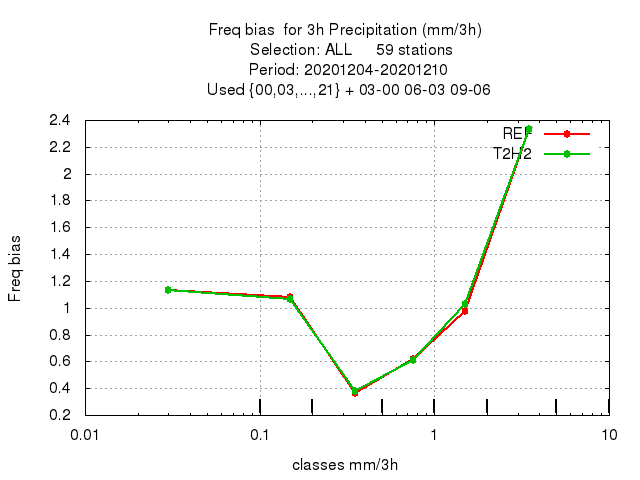 Freq bias for 3h Precipitation (mm/3h)
Selection: ALL 59 stations
Period: 20201204-20201210
Used {00,03,...,21} + 03-00 06-03 09-06
2.4
2.2
2
1.8
1.6
1.4
1.2
1
0.8
0.6
0.4
0.2
Freq bias
T2H2
0.01
0.1
1
10
classes mm/3h